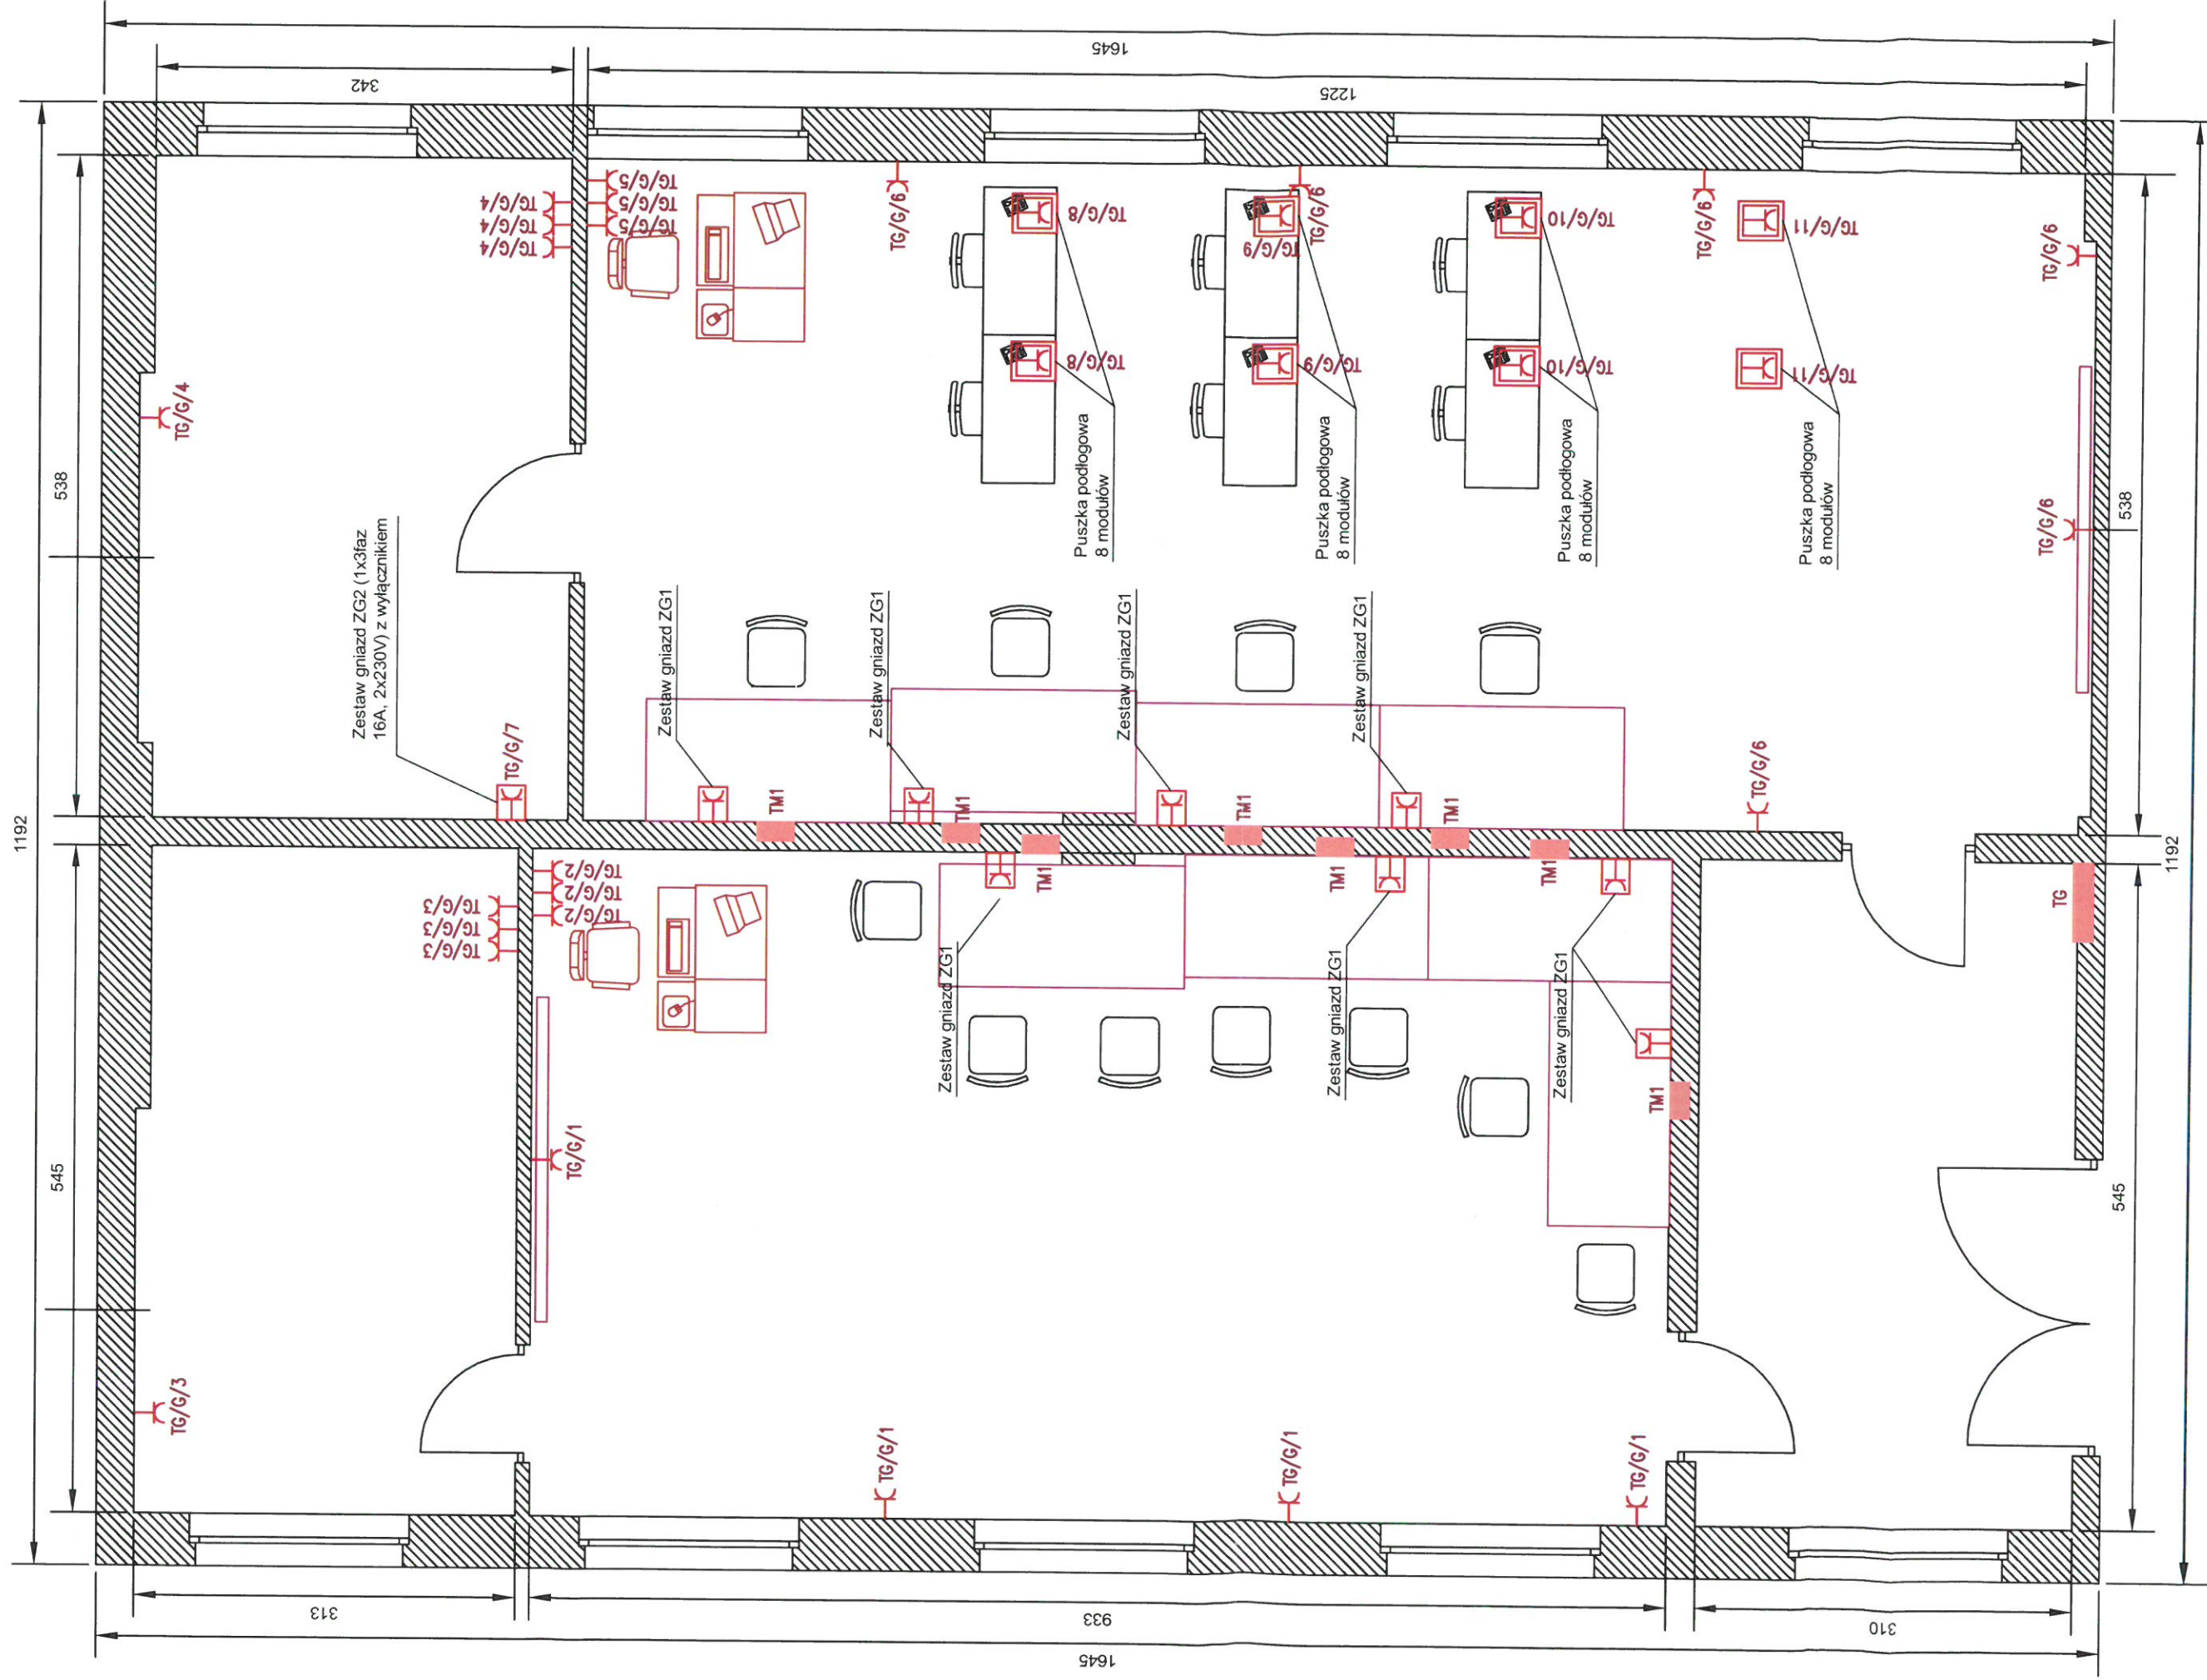 1645
342
1225
1192
538
545
TG/G/4
TG/G/4
TG/G/4
TG/G/5
TG/G/5
TG/G/5
TG/G/4
Zestaw gniazd ZG2 (1x3faz
16A, 2x230V) z wyłącznikiem
TG/G/7
TG/G/6
TG/G/8
TG/G/8
Puszka podłogowa
8 modułów
TG/G/6
TG/G/9
TG/G/9
Puszka podłogowa
8 modułów
TG/G/10
TG/G/10
Puszka podłogowa
8 modułów
TG/G/6
TG/G/11
TG/G/11
Puszka podłogowa
8 modułów
TG/G/6
TG/G/6
TG/G/6
Zestaw gniazd ZG1
Zestaw gniazd ZG1
Zestaw gniazd ZG1
Zestaw gniazd ZG1
TM1
TM1
TM1
TM1
TM1
TM1
TM1
TM1
TG/G/3
TG/G/3
TG/G/3
TG/G/2
TG/G/2
TG/G/2
Zestaw gniazd ZG1
Zestaw gniazd ZG1
Zestaw gniazd ZG1
TG/G/1
TG/G/3
TG/G/1
TG/G/1
TG/G/1
TG
538
1192
545
313
933
310
1645